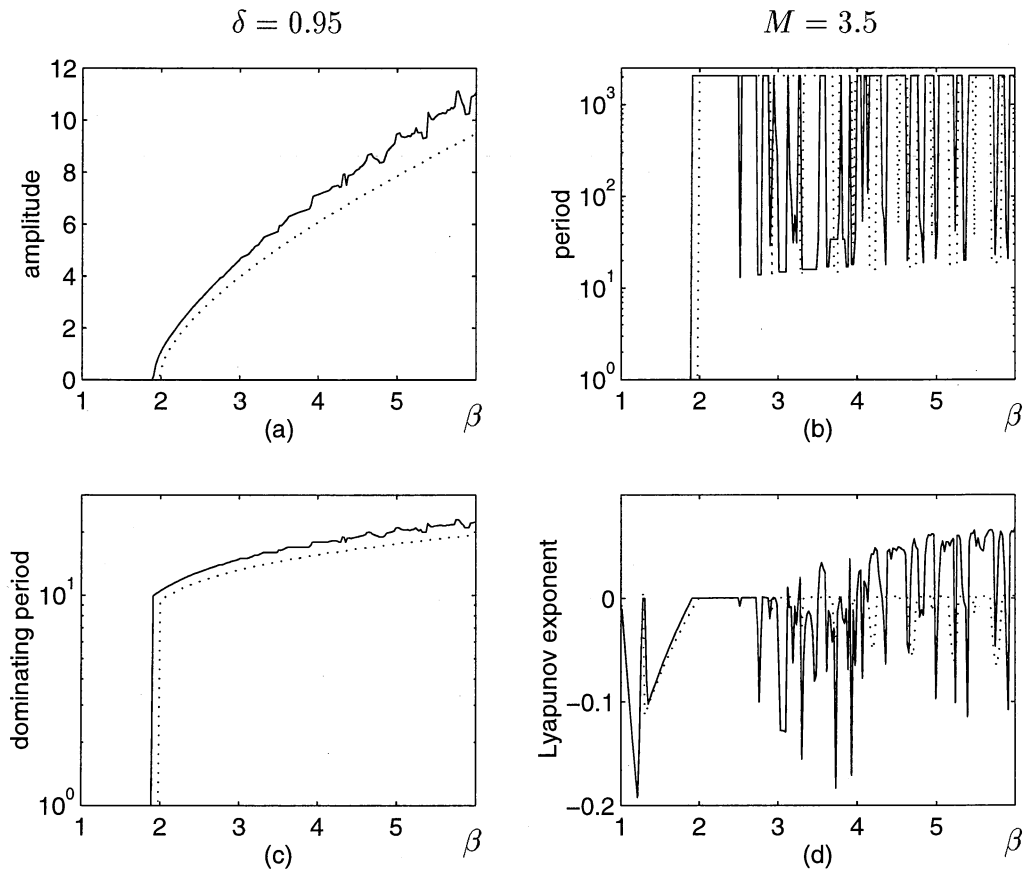 δ = 0.95
M = 3.5
12
10
8
6
4
2
0
amplitude
1 2 3 4 5 β
(a)
10³
10²
10¹
10⁰
period
1 2 3 4 5 β
(b)
10¹
10⁰
dominating period
1 2 3 4 5 β
(c)
0
−0.1
−0.2
Lyapunov exponent
1 2 3 4 5 β
(d)